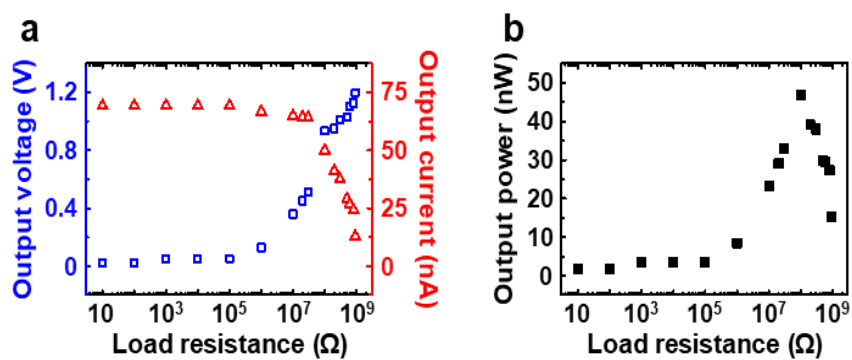 a
Output voltage (V)
1.2
0.8
0.4
0
75
50
25
0
Output current (nA)
10 10³ 10⁵ 10⁷ 10⁹
Load resistance (Ω)
b
Output power (nW)
50
40
30
20
10
0
10 10³ 10⁵ 10⁷ 10⁹
Load resistance (Ω)